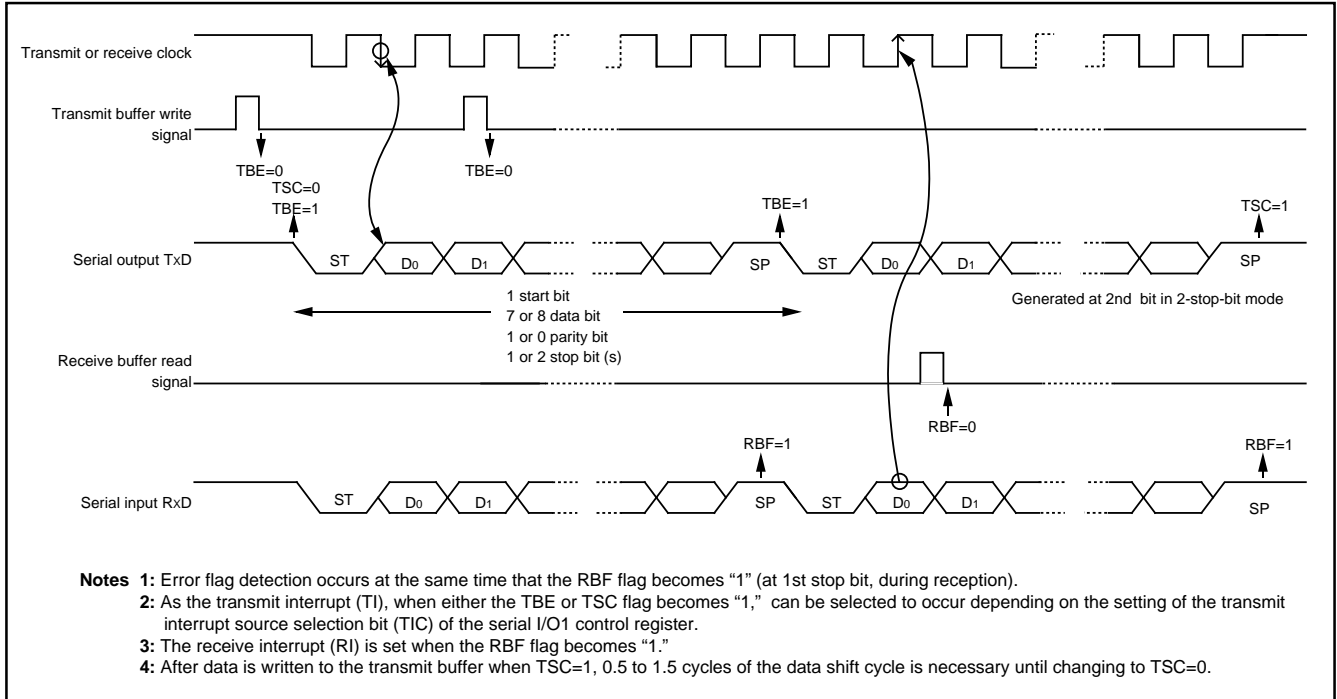 Transmit or receive clock
Transmit buffer write
signal
TBE=0
TBE=0
TSC=0
TBE=1
TBE=1
TSC=1
Serial output TxD
ST
D0
D1
SP
ST
D0
D1
SP
1 start bit
7 or 8 data bit
1 or 0 parity bit
1 or 2 stop bit (s)
Generated at 2nd bit in 2-stop-bit mode
Receive buffer read
signal
RBF=0
RBF=1
RBF=1
Serial input RxD
ST
D0
D1
SP
ST
D0
D1
SP
Notes 1: Error flag detection occurs at the same time that the RBF flag becomes “1” (at 1st stop bit, during reception).
2: As the transmit interrupt (TI), when either the TBE or TSC flag becomes “1,” can be selected to occur depending on the setting of the transmit
interrupt source selection bit (TIC) of the serial I/O1 control register.
3: The receive interrupt (RI) is set when the RBF flag becomes “1.”
4: After data is written to the transmit buffer when TSC=1, 0.5 to 1.5 cycles of the data shift cycle is necessary until changing to TSC=0.